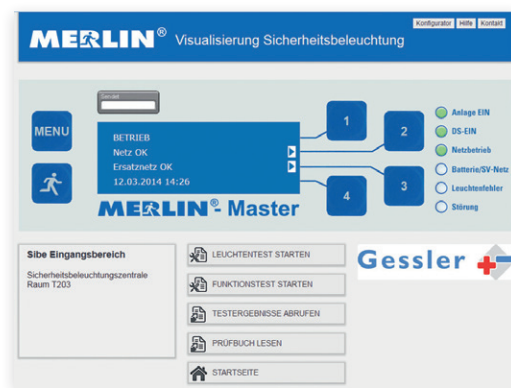 MERLIN® Visualisierung Sicherheitsbeleuchtung
Konfigurator Hilfe Kontakt
MENU
BETRIEB
Netz OK
Ersatznetz OK
12.03.2014 14:26
MERLIN® - Master
1
2
3
4
Anlage EIN
DS-EIN
Netzbetrieb
Batterie/SV-Netz
Leuchtenfehler
Störung
Sibe Eingangsbereich
Sicherheitsbeleuchtungszentrale
Raum T203
LEUCHTENTEST STARTEN
FUNKTIONSTEST STARTEN
TESTERGEBNISSE ABRUFEN
PRÜFBUCH LESEN
STARTSEITE
Gessler